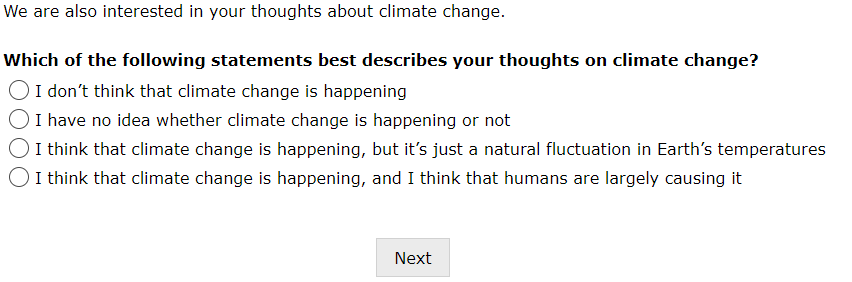 We are also interested in your thoughts about climate change.
Which of the following statements best describes your thoughts on climate change?
I don’t think that climate change is happening
I have no idea whether climate change is happening or not
I think that climate change is happening, but it’s just a natural fluctuation in Earth’s temperatures
I think that climate change is happening, and I think that humans are largely causing it
Next